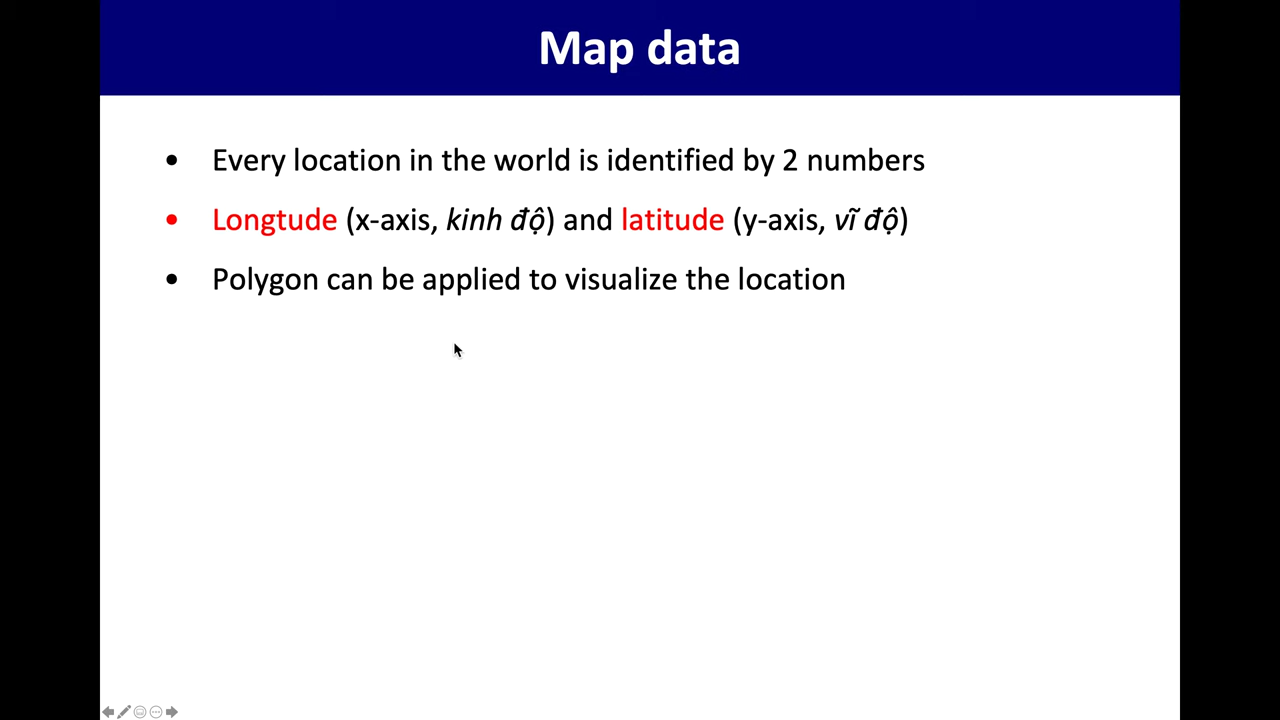 Map data
• Every location in the world is identified by 2 numbers
• Longtude (x-axis, kinh độ) and latitude (y-axis, vĩ độ)
• Polygon can be applied to visualize the location